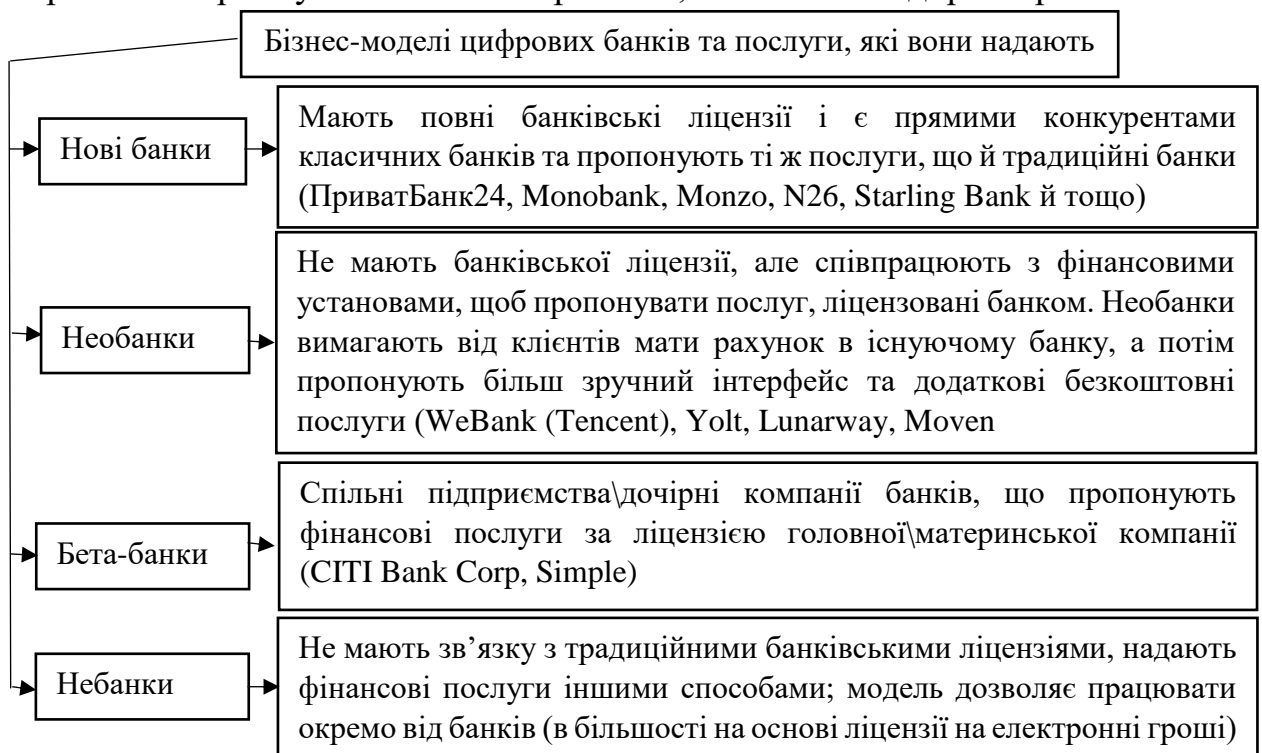 Бізнес-моделі цифрових банків та послуги, які вони надають
Нові банки
Мають повні банківські ліцензії і є прямими конкурентами
класичних банків та пропонують ті ж послуги, що й традиційні банки
(ПриватБанк24, Monobank, Monzo, N26, Starling Bank й тощо)
Необанки
Не мають банківської ліцензії, але співпрацюють з фінансовими
установами, щоб пропонувати послуг, ліцензовані банком. Необанки
вимагають від клієнтів мати рахунок в існуючому банку, а потім
пропонують більш зручний інтерфейс та додаткові безкоштовні
послуги (WeBank (Tencent), Yolt, Lunarway, Moven
Бета-банки
Спільні підприємства\дочірні компанії банків, що пропонують
фінансові послуги за ліцензією головної\материнської компанії
(CITI Bank Corp, Simple)
Небанки
Не мають зв’язку з традиційними банківськими ліцензіями, надають
фінансові послуги іншими способами; модель дозволяє працювати
окремо від банків (в більшості на основі ліцензії на електронні гроші)